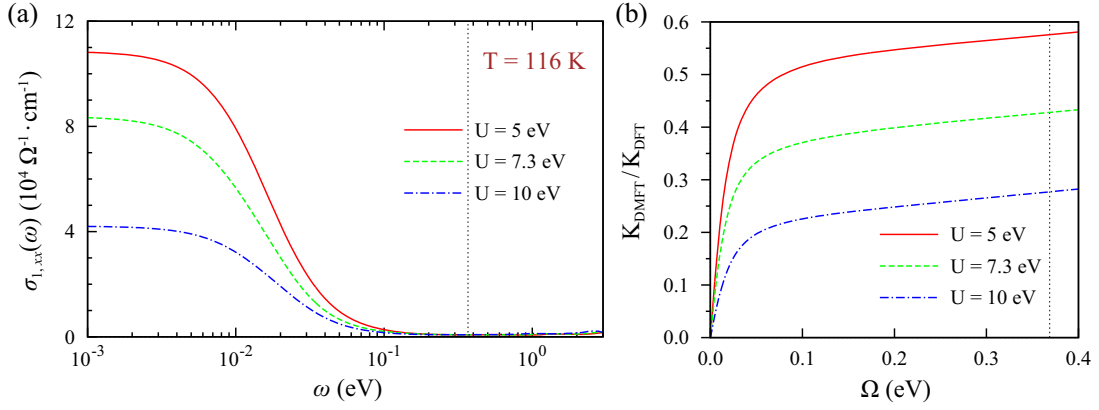 (a)
σ₁,ₓₓ(ω) (10⁴ Ω⁻¹·cm⁻¹)
12
8
4
0
T = 116 K
U = 5 eV
U = 7.3 eV
U = 10 eV
10⁻³
10⁻²
10⁻¹
10⁰
ω (eV)
(b)
K_DMFT/K_DFT
0.6
0.5
0.4
0.3
0.2
0.1
0.0
U = 5 eV
U = 7.3 eV
U = 10 eV
0.0
0.1
0.2
0.3
0.4
Ω (eV)